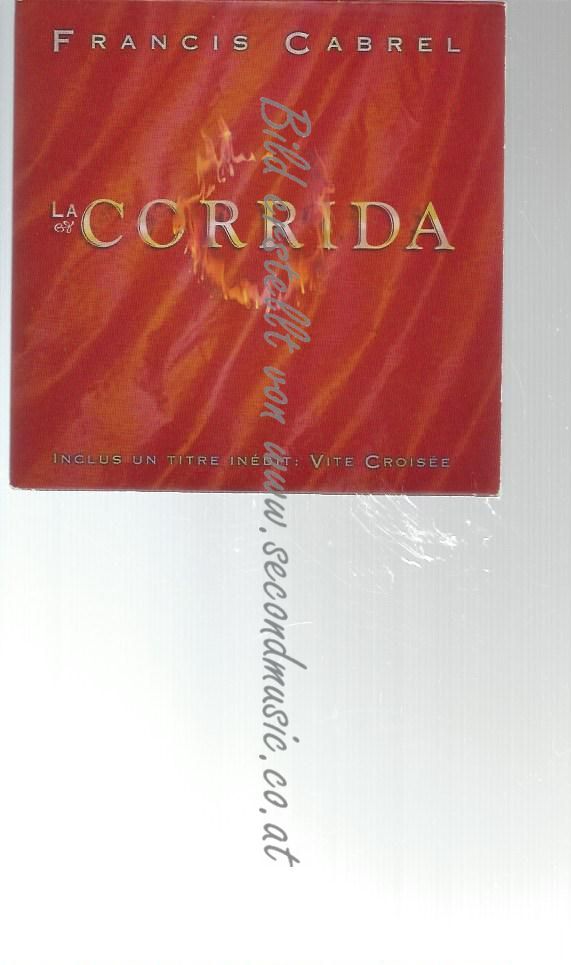 FRANCIS CABREL
LA CORRIDA
INCLUS UN TITRE INÉDIT: VITE CROISÉE
Bild erstellt von www.secondmusic.co.at